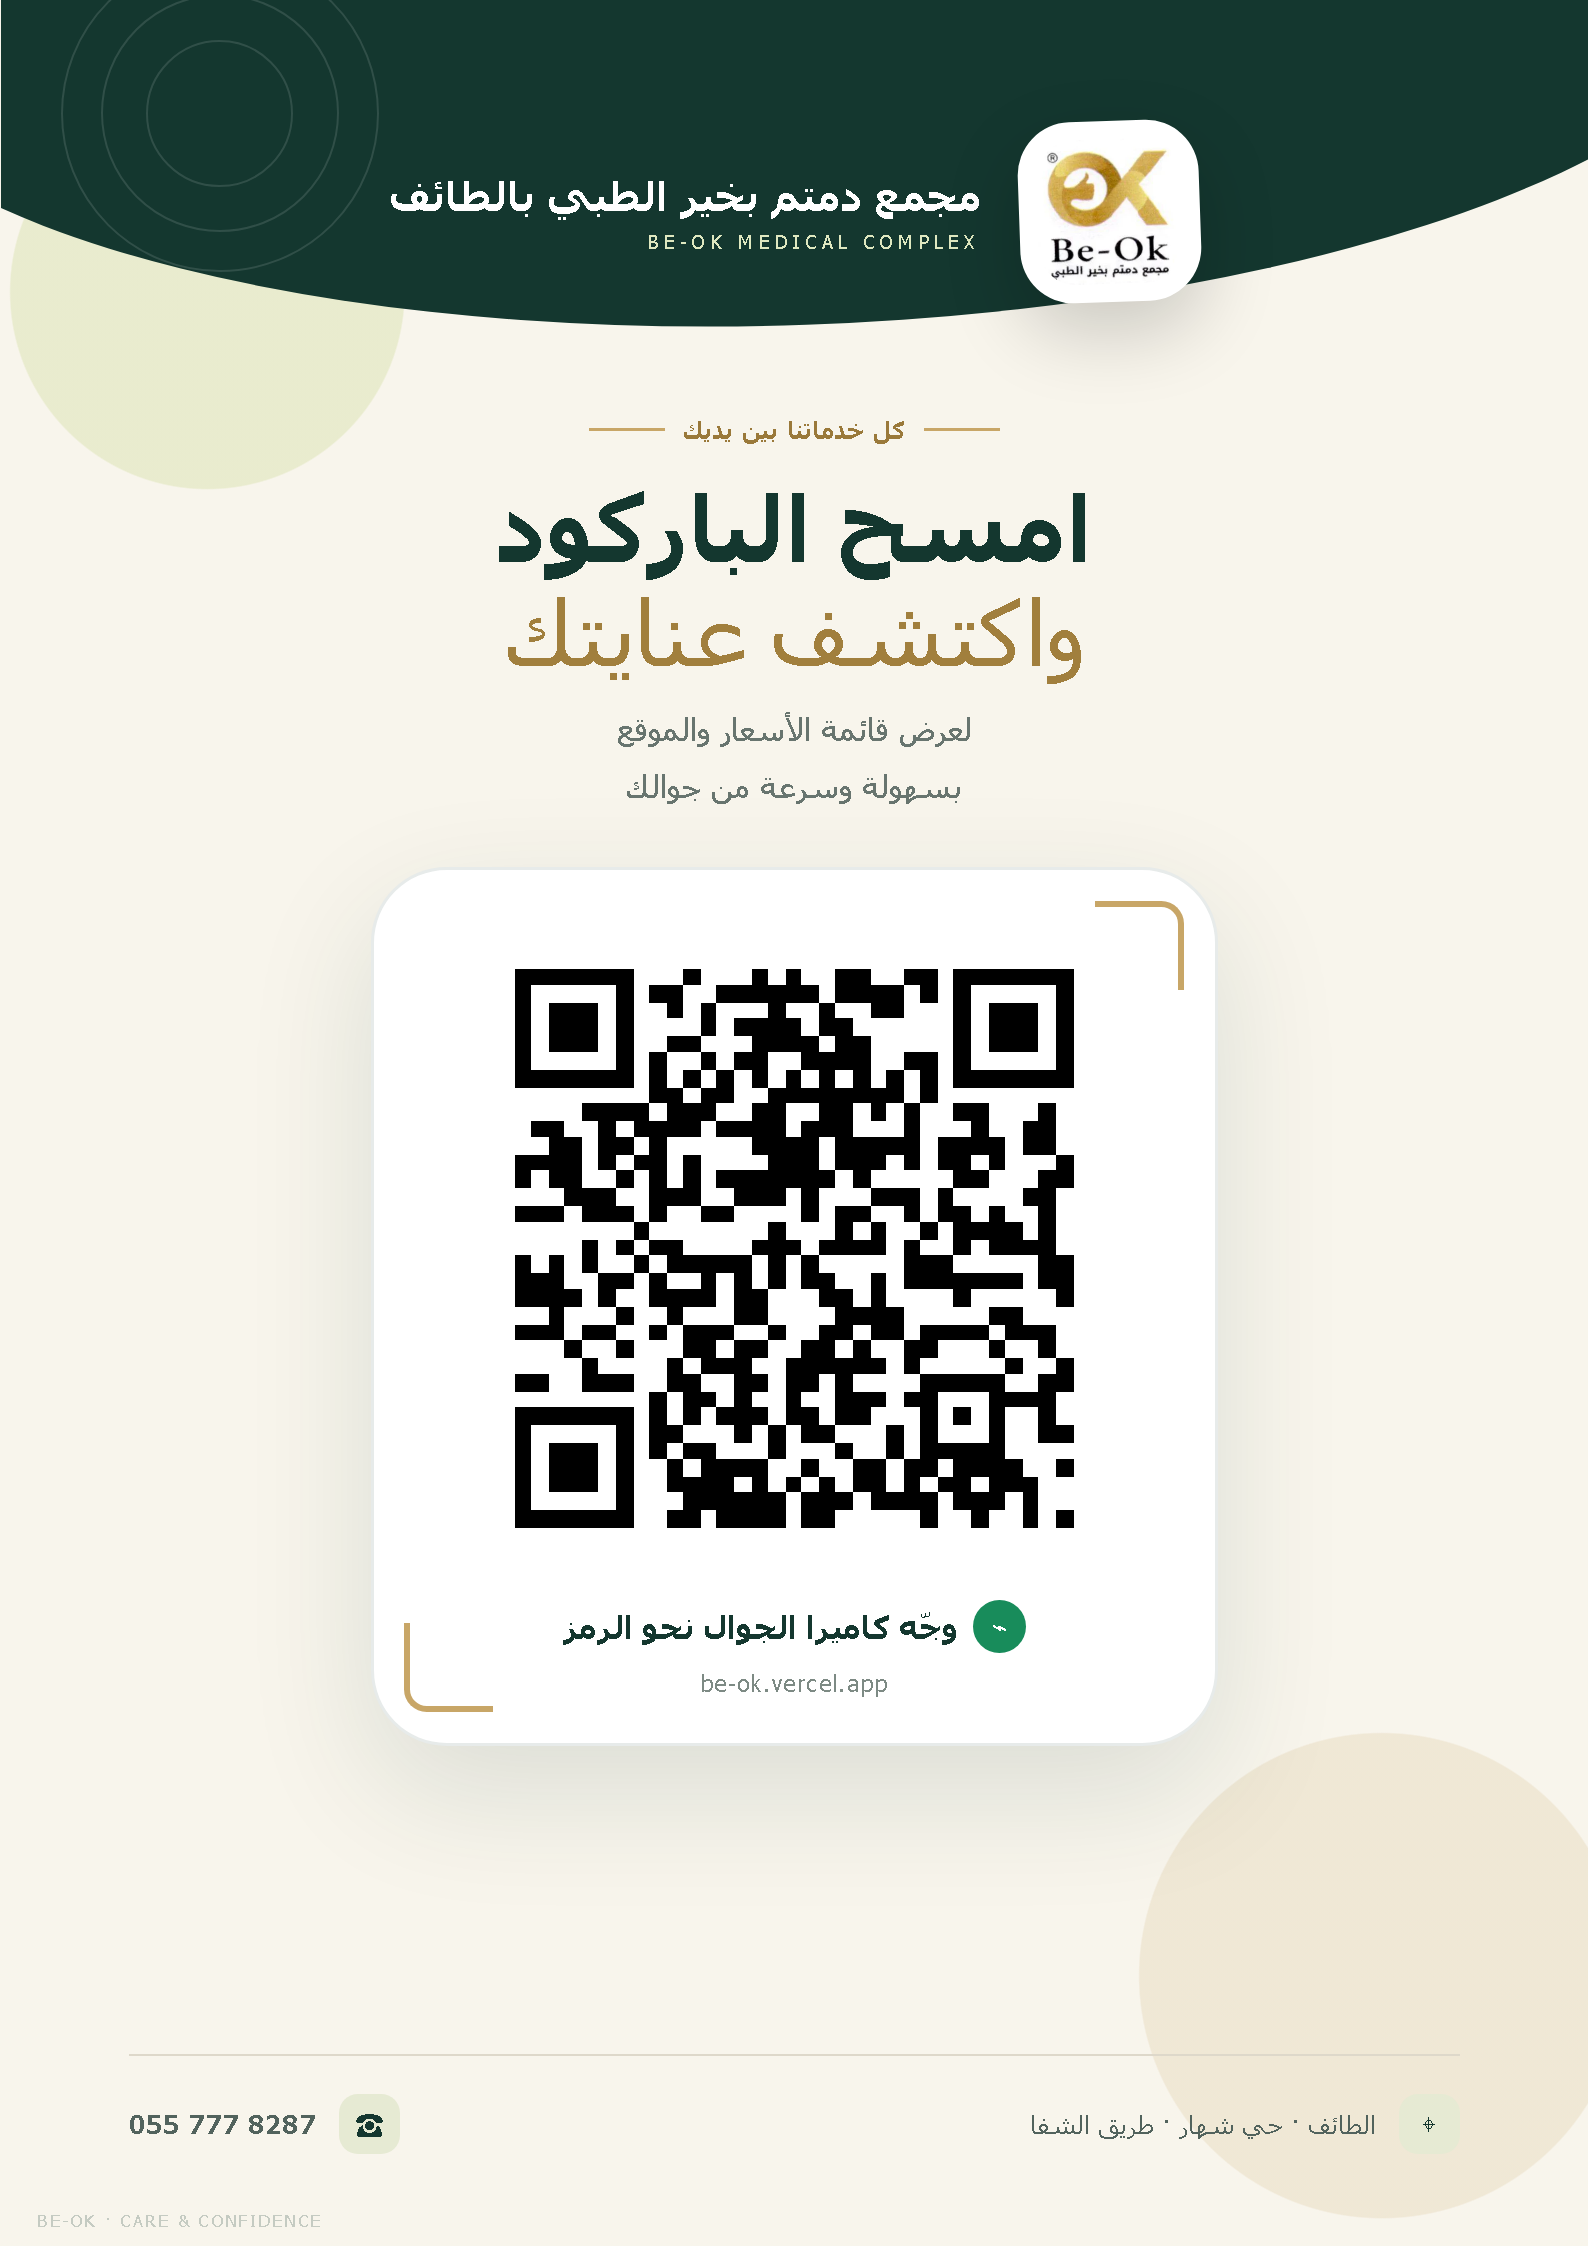 مجمع دمتم بخير الطبي بالطائف
BE-OK MEDICAL COMPLEX
®
Be-Ok
مجمع دمتم بخير الطبي
كل خدماتنا بين يديك
امسح الباركود
واكتشف عنايتك
لعرض قائمة الأسعار والموقع
بسهولة وسرعة من جوالك
وجّه كاميرا الجوال نحو الرمز
be-ok.vercel.app
الطائف · حي شهار · طريق الشفا
055 777 8287
BE-OK · CARE & CONFIDENCE